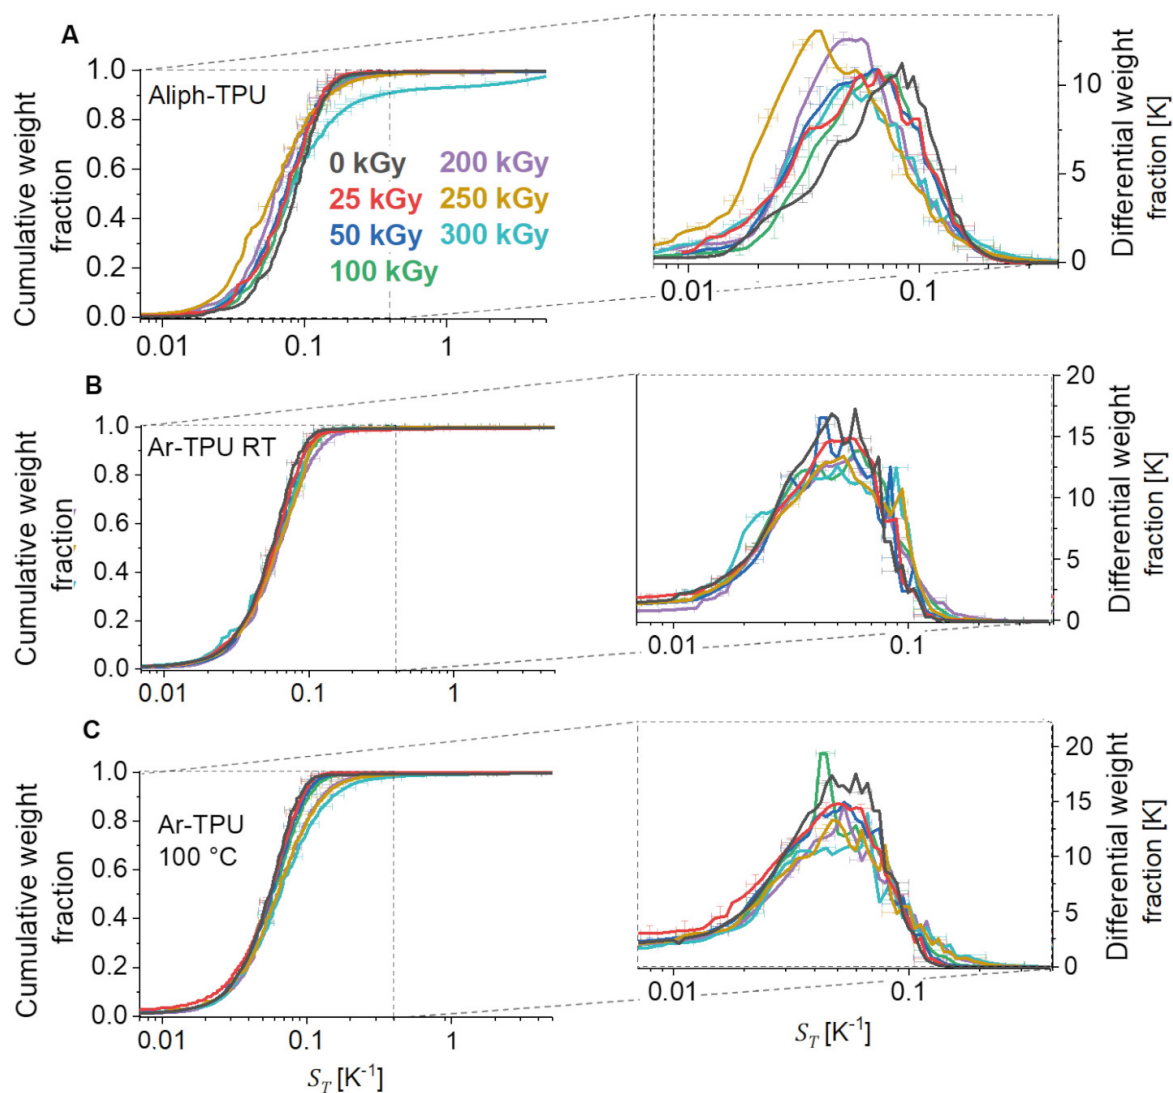 A
Cumulative weight
fraction
1.0
0.8
0.6
0.4
0.2
0.0
Aliph-TPU
0 kGy
200 kGy
25 kGy
250 kGy
50 kGy
300 kGy
100 kGy
0.01
0.1
1
10
5
0
Differential weight
fraction [K]
0.01
0.1
B
Cumulative weight
fraction
1.0
0.8
0.6
0.4
0.2
0.0
Ar-TPU RT
0.01
0.1
1
20
15
10
5
0
Differential weight
fraction [K]
0.01
0.1
C
Cumulative weight
fraction
1.0
0.8
0.6
0.4
0.2
0.0
Ar-TPU
100 °C
0.01
0.1
1
S_T [K⁻¹]
20
15
10
5
0
Differential weight
fraction [K]
0.01
0.1
S_T [K⁻¹]